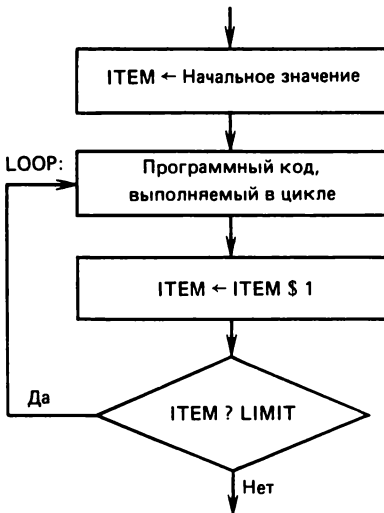 ITEM ← Начальное значение
LOOP:
Программный код,
выполняемый в цикле
ITEM ← ITEM $ 1
Да
ITEM ? LIMIT
Нет